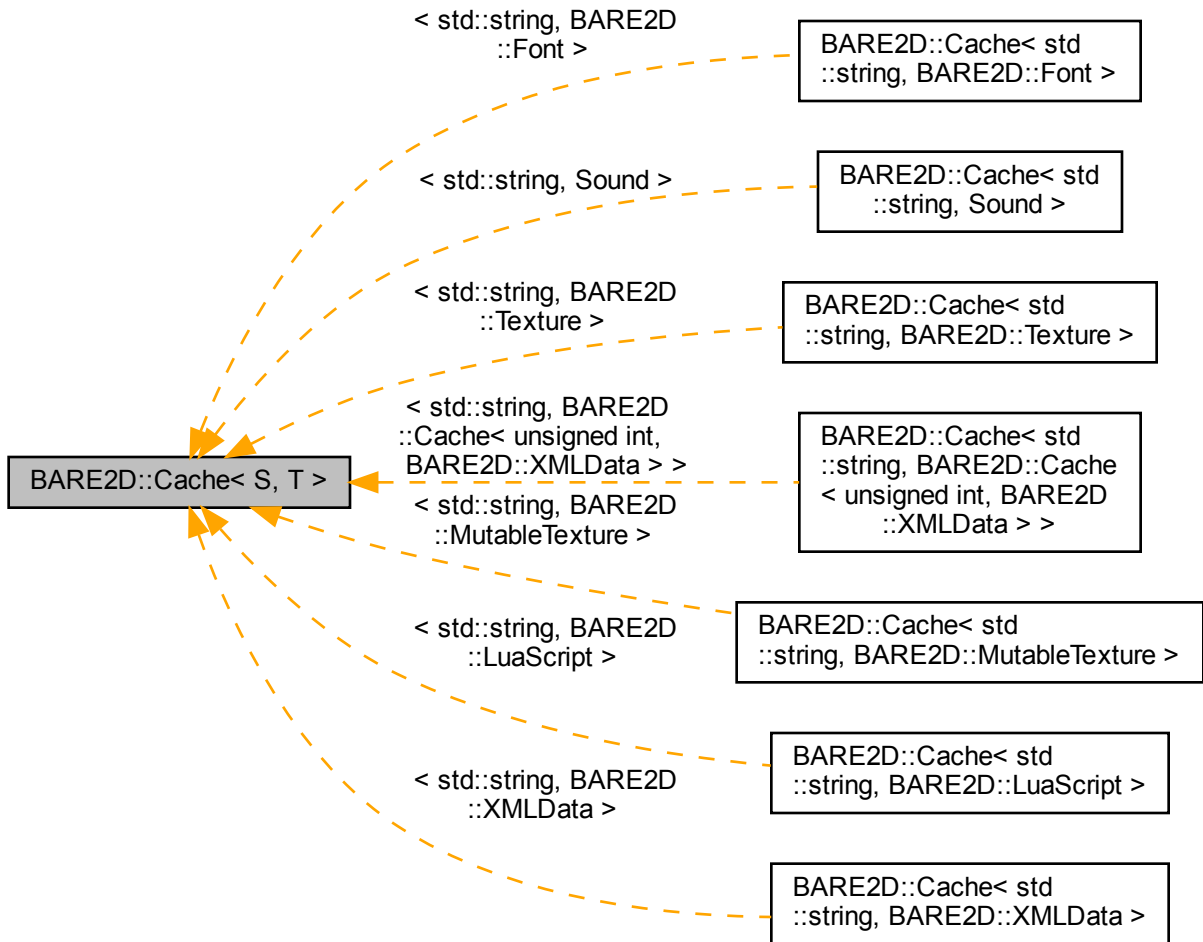 < std::string, BARE2D
::Font >
BARE2D::Cache< std
::string, BARE2D::Font >
< std::string, Sound >
BARE2D::Cache< std
::string, Sound >
< std::string, BARE2D
::Texture >
BARE2D::Cache< std
::string, BARE2D::Texture >
< std::string, BARE2D
::Cache< unsigned int,
BARE2D::XMLData > >
BARE2D::Cache< std
::string, BARE2D::Cache
< unsigned int, BARE2D
::XMLData > >
BARE2D::Cache< S, T >
< std::string, BARE2D
::MutableTexture >
BARE2D::Cache< std
::string, BARE2D::MutableTexture >
< std::string, BARE2D
::LuaScript >
BARE2D::Cache< std
::string, BARE2D::LuaScript >
< std::string, BARE2D
::XMLData >
BARE2D::Cache< std
::string, BARE2D::XMLData >